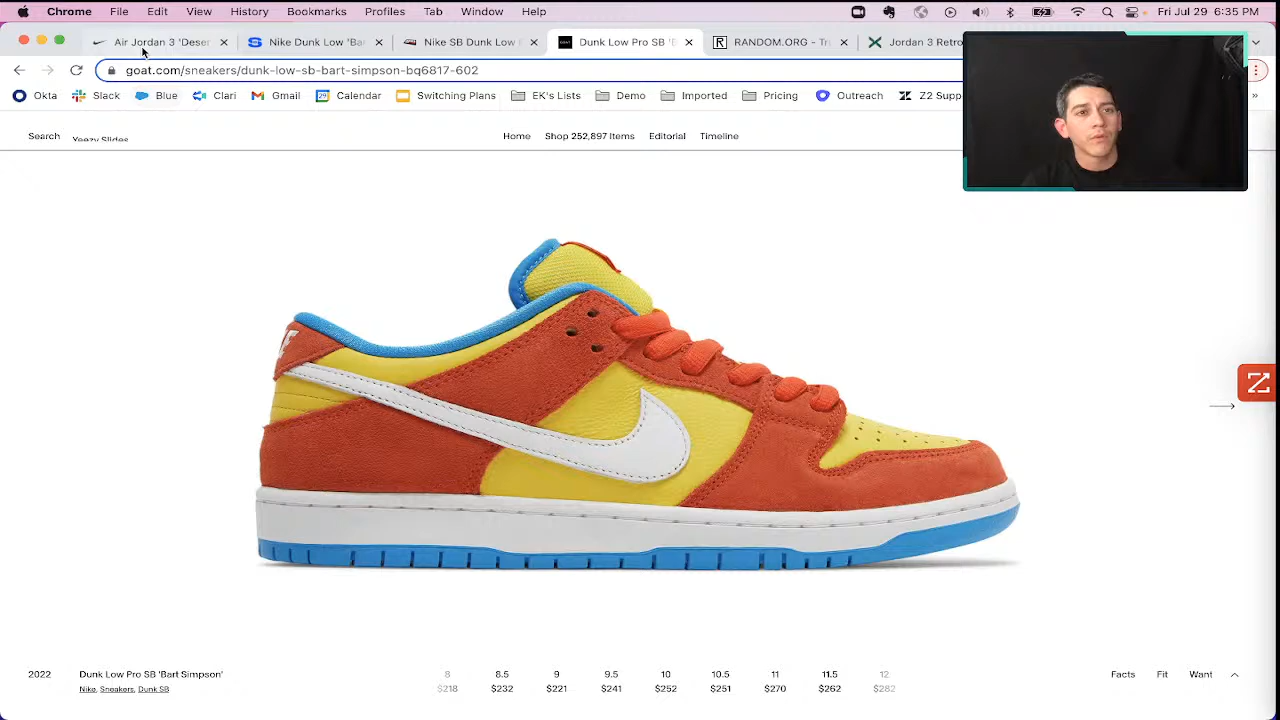 Chrome File Edit View History Bookmarks Profiles Tab Window Help Fri Jul 29 6:35 PM
Air Jordan 3 'Deser Nike Dunk Low 'Ba Nike SB Dunk Low Dunk Low Pro SB 'B RANDOM.ORG - Tr Jordan 3 Retro
goat.com/sneakers/dunk-low-sb-bart-simpson-bq6817-602
Okta Slack Blue Clari Gmail 31 Calendar Switching Plans EK's Lists Demo Imported Pricing Outreach Z2 Supp »
Search Yeezy Slides Home Shop 252,897 Items Editorial Timeline
2022 Dunk Low Pro SB 'Bart Simpson' 8 8.5 9 9.5 10 10.5 11 11.5 12 Facts Fit Want
Nike, Sneakers, Dunk SB $218 $232 $221 $241 $252 $251 $270 $262 $282